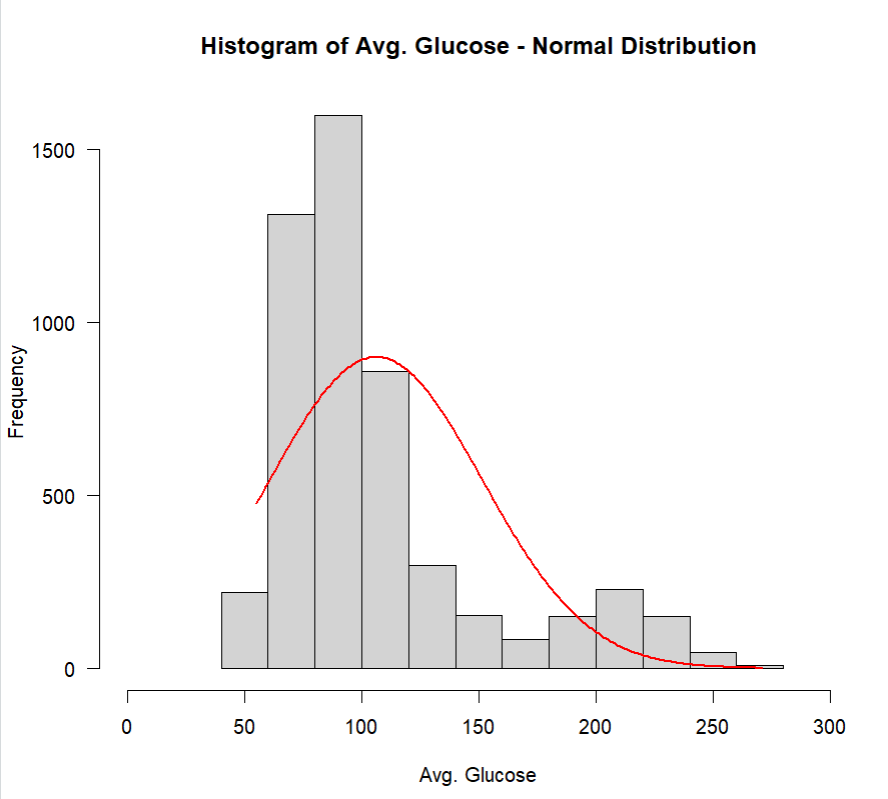 Histogram of Avg. Glucose - Normal Distribution
1500
1000
500
0
Frequency
0 50 100 150 200 250 300
Avg. Glucose